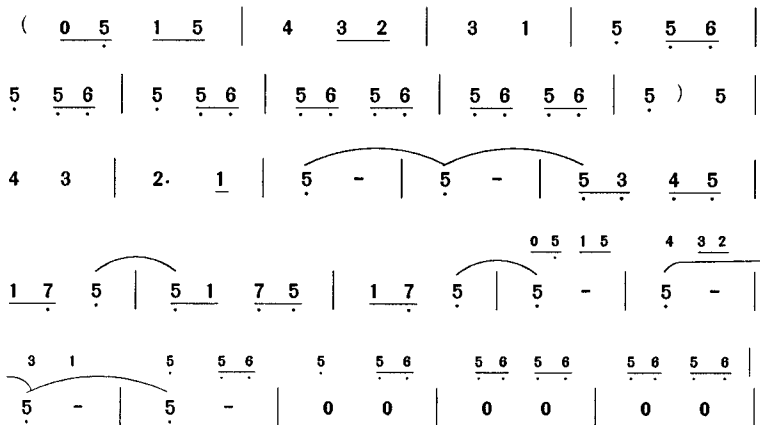 ( 0 5 1 5 | 4 3 2 | 3 1 | 5 5 6 |
5 5 6 | 5 5 6 | 5 6 5 6 | 5 6 5 6 | 5 ) 5 |
4 3 | 2. 1 | 5 - | 5 - | 5 3 4 5 |
0 5 1 5 4 3 2
1 7 5 | 5 1 7 5 | 1 7 5 | 5 - | 5 - |
3 1 5 5 6 5 5 6 5 6 5 6 5 6 5 6 |
5 - | 5 - | 0 0 | 0 0 | 0 0 |